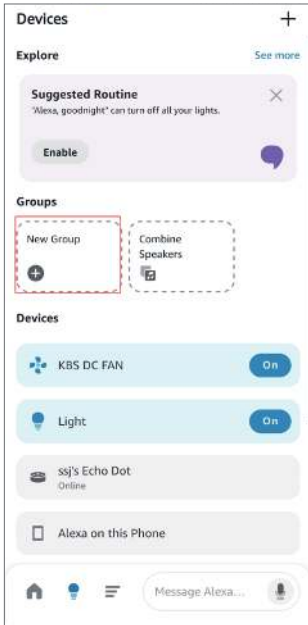 Devices
Explore
See more
Suggested Routine
"Alexa, goodnight" can turn off all your lights.
Enable
Groups
New Group
Combine
Speakers
Devices
KBS DC FAN
On
Light
On
ssj's Echo Dot
Online
Alexa on this Phone
Message Alexa...